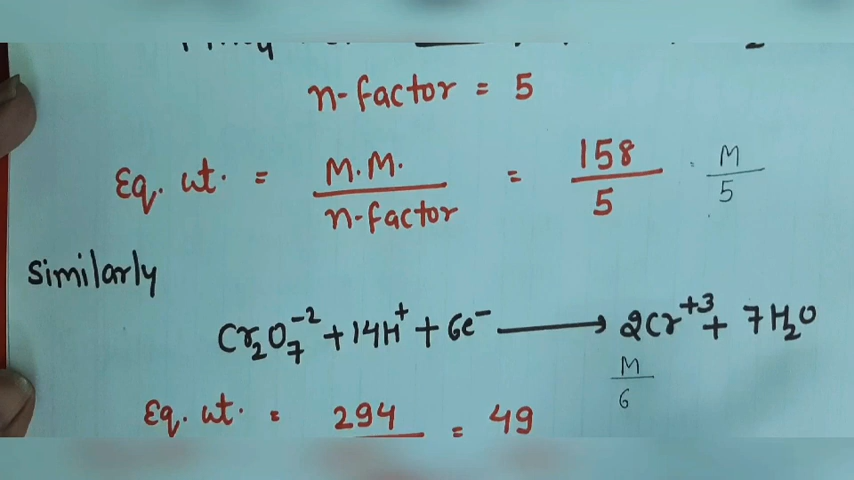 n-factor = 5
Eq. wt. = M.M. / n-factor = 158 / 5 . M / 5
Similarly
Cr₂O₇⁻² + 14H⁺ + 6e⁻ ⟶ 2Cr⁺³ + 7H₂O
M / 6
Eq. wt. = 294 / = 49